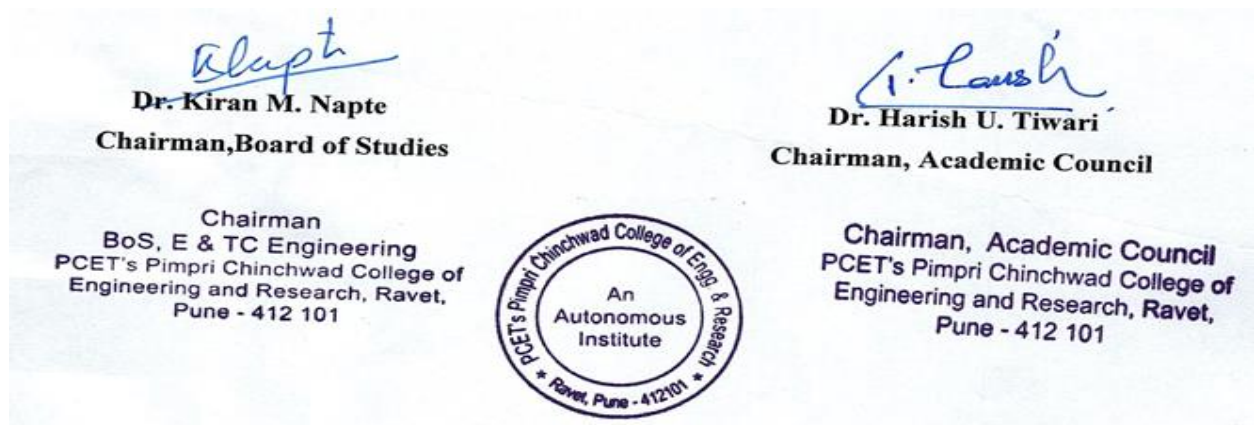 Dr. Kiran M. Napte
Chairman,Board of Studies
Chairman
BoS, E & TC Engineering
PCET's Pimpri Chinchwad College of
Engineering and Research, Ravet,
Pune - 412 101
PCET's Pimpri Chinchwad College of Engg. & Research
An
Autonomous
Institute
★ Ravet, Pune - 412101 ★
Dr. Harish U. Tiwari
Chairman, Academic Council
Chairman, Academic Council
PCET's Pimpri Chinchwad College of
Engineering and Research, Ravet,
Pune - 412 101